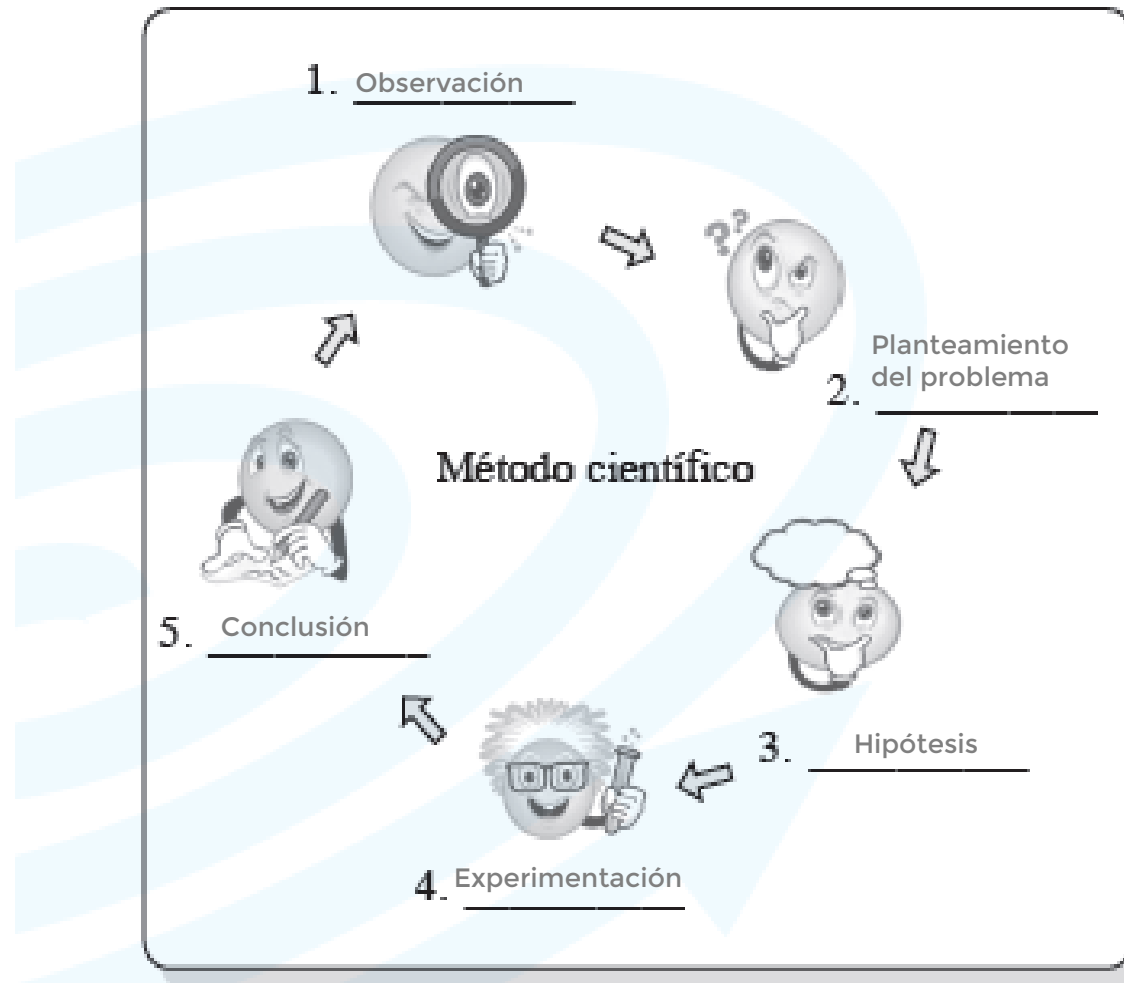 1. Observación
??
Planteamiento
2. del problema
Método científico
3. Hipótesis
4. Experimentación
5. Conclusión